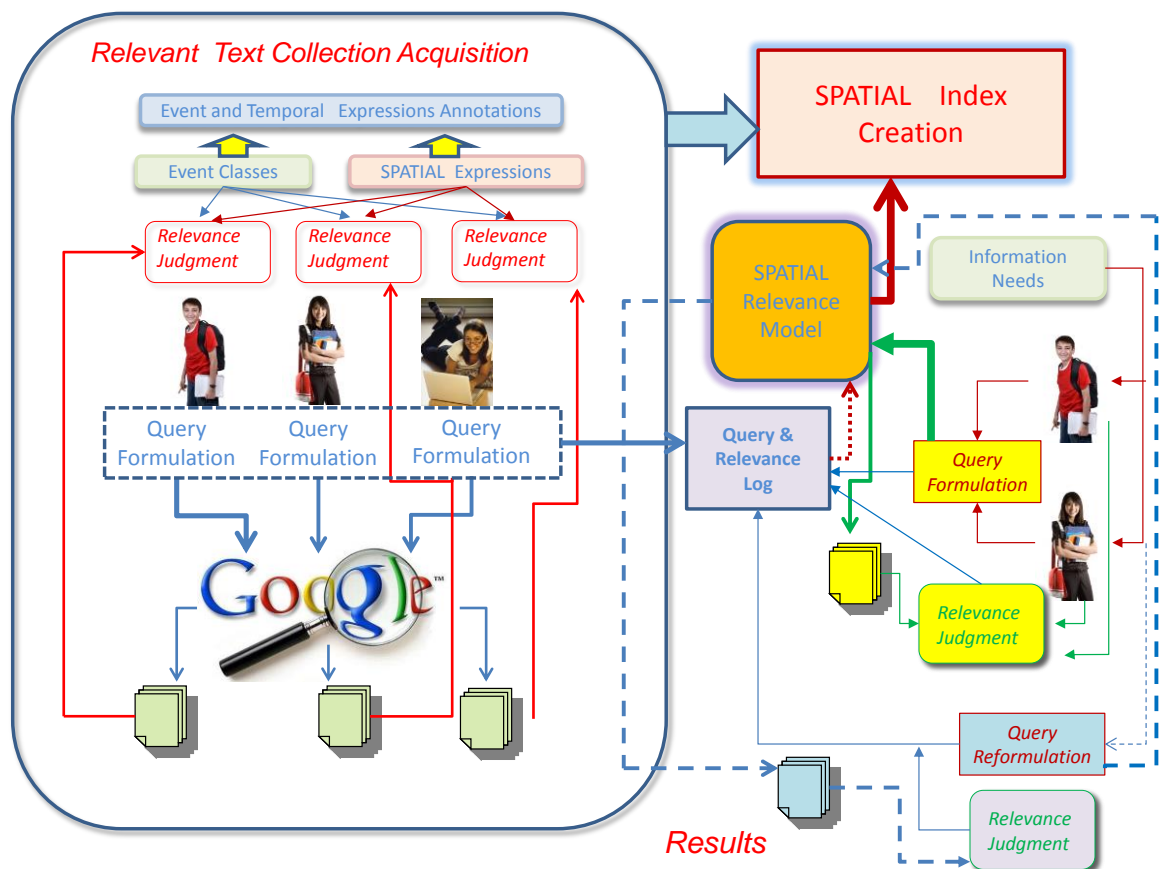 Relevant Text Collection Acquisition
Event and Temporal Expressions Annotations
Event Classes
SPATIAL Expressions
Relevance
Judgment
Relevance
Judgment
Relevance
Judgment
Query
Formulation
Query
Formulation
Query
Formulation
Google™
SPATIAL Index
Creation
SPATIAL
Relevance
Model
Information
Needs
Query &
Relevance
Log
Query
Formulation
Relevance
Judgment
Query
Reformulation
Relevance
Judgment
Results